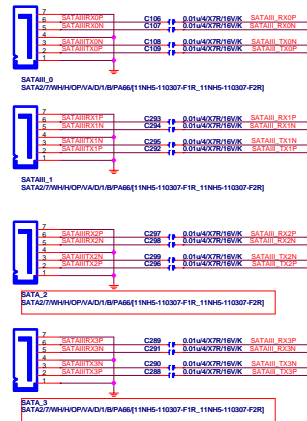 7
6 SATAIIIRX0P C106 0.01u/4/X7R/16V/K SATAIII_RX0P
5 SATAIIIRX0N C107 0.01u/4/X7R/16V/K SATAIII_RX0N
4
3 SATAIIITX0N C108 0.01u/4/X7R/16V/K SATAIII_TX0N
2 SATAIIITX0P C109 0.01u/4/X7R/16V/K SATAIII_TX0P
1
SATAIII_0
SATA2/7/WH/H/OP/V/A/D/1/B/PA66/[11NH5-110307-F1R_11NH5-110307-F2R]
7
6 SATAIIIRX1P C293 0.01u/4/X7R/16V/K SATAIII_RX1P
5 SATAIIIRX1N C294 0.01u/4/X7R/16V/K SATAIII_RX1N
4
3 SATAIIITX1N C295 0.01u/4/X7R/16V/K SATAIII_TX1N
2 SATAIIITX1P C292 0.01u/4/X7R/16V/K SATAIII_TX1P
1
SATAIII_1
SATA2/7/WH/H/OP/V/A/D/1/B/PA66/[11NH5-110307-F1R_11NH5-110307-F2R]
7
6 SATAIIIRX2P C297 0.01u/4/X7R/16V/K SATAIII_RX2P
5 SATAIIIRX2N C298 0.01u/4/X7R/16V/K SATAIII_RX2N
4
3 SATAIIITX2N C299 0.01u/4/X7R/16V/K SATAIII_TX2N
2 SATAIIITX2P C296 0.01u/4/X7R/16V/K SATAIII_TX2P
1
SATA_2
SATA2/7/WH/H/OP/V/A/D/1/B/PA66/[11NH5-110307-F1R_11NH5-110307-F2R]
7
6 SATAIIIRX3P C289 0.01u/4/X7R/16V/K SATAIII_RX3P
5 SATAIIIRX3N C291 0.01u/4/X7R/16V/K SATAIII_RX3N
4
3 SATAIIITX3N C290 0.01u/4/X7R/16V/K SATAIII_TX3N
2 SATAIIITX3P C288 0.01u/4/X7R/16V/K SATAIII_TX3P
1
SATA_3
SATA2/7/WH/H/OP/V/A/D/1/B/PA66/[11NH5-110307-F1R_11NH5-110307-F2R]